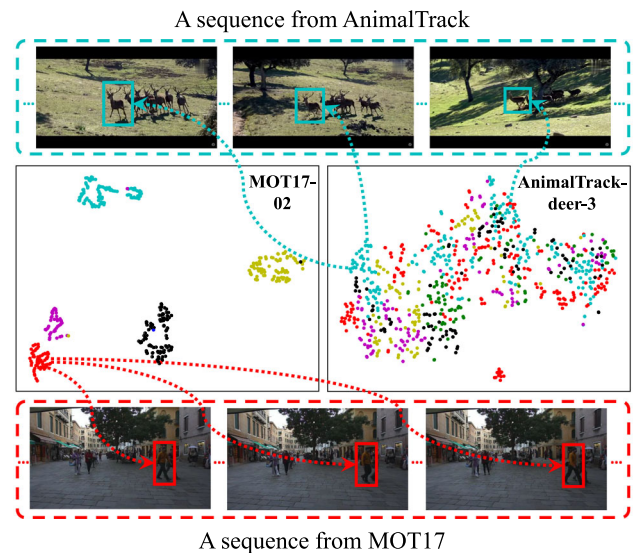 A sequence from AnimalTrack
MOT17-
02
AnimalTrack-
deer-3
A sequence from MOT17